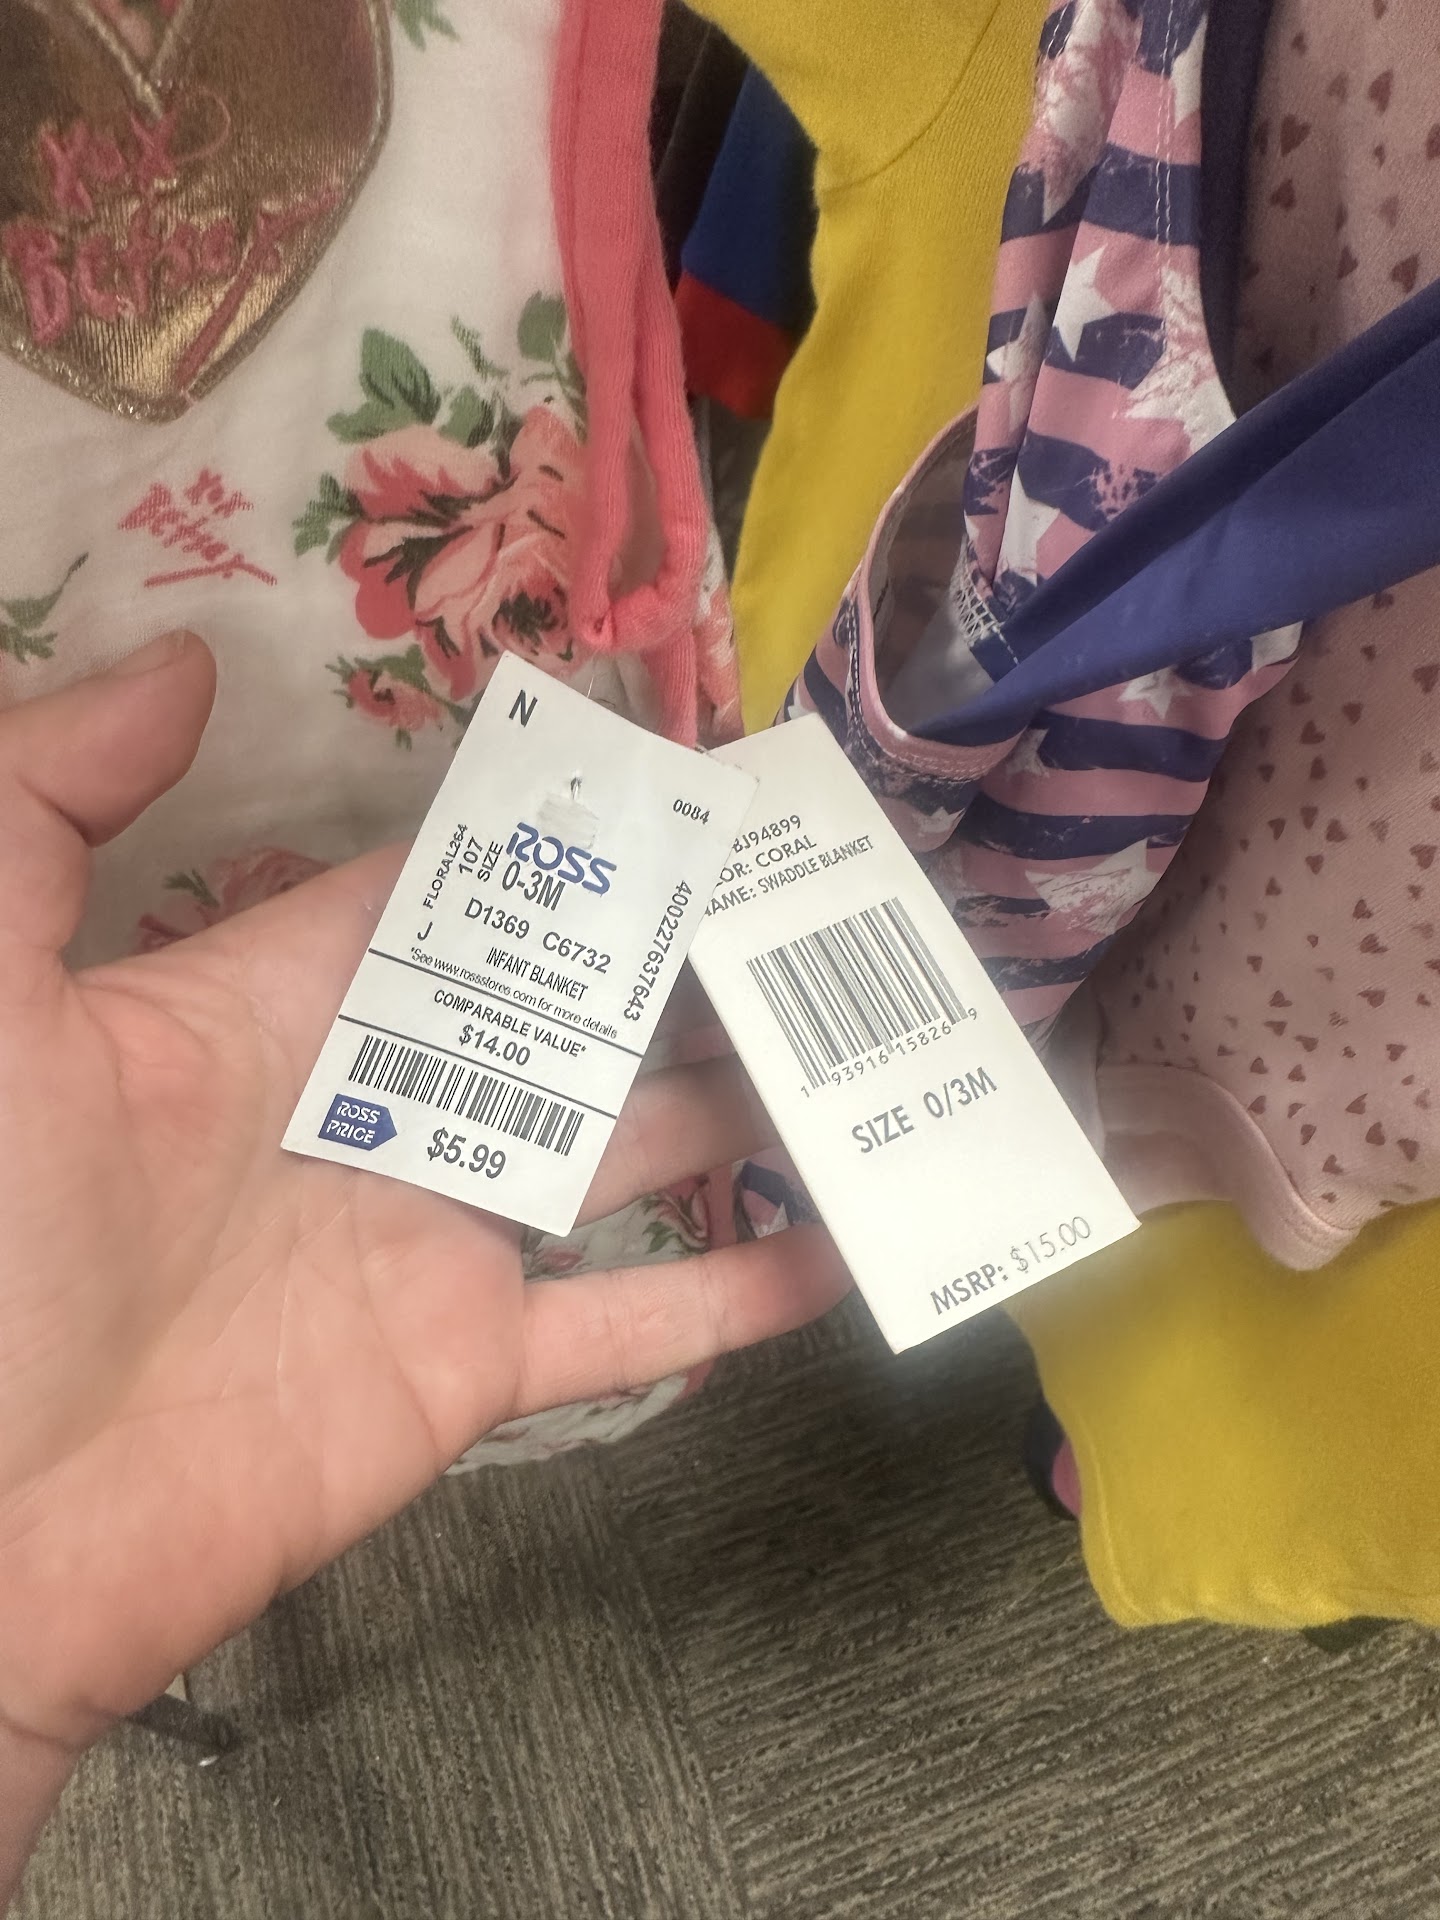 xox
Betsey
xox
Betsey
N
0084
ROSS
FLORAL264
107
SIZE
0-3M
D1369 C6732
J
INFANT BLANKET
400227637643
*See www.rossstores.com for more details
COMPARABLE VALUE*
$14.00
ROSS
PRICE
$5.99
BJ94899
OR: CORAL
AME: SWADDLE BLANKET
1 93916 15826 9
SIZE 0/3M
MSRP: $15.00